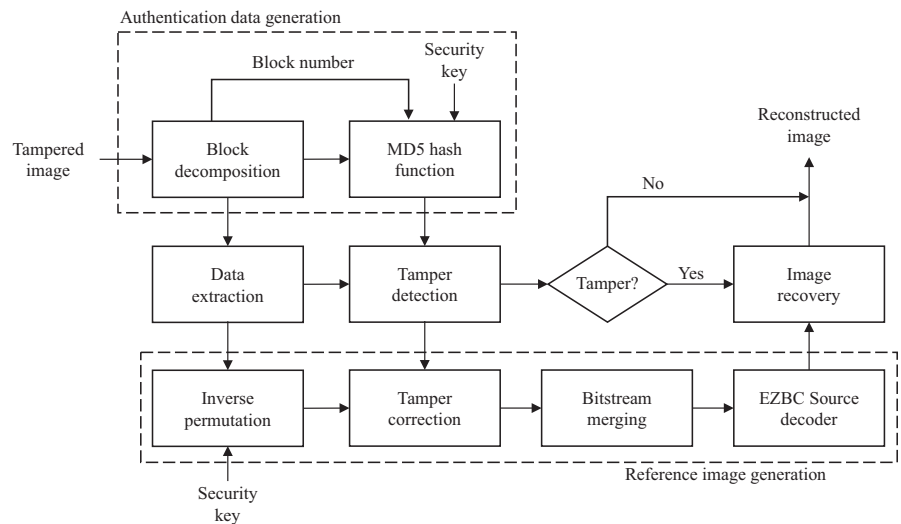 Authentication data generation
Block number
Security
key
Reconstructed
image
Tampered
image
Block
decomposition
MD5 hash
function
No
Data
extraction
Tamper
detection
Tamper?
Yes
Image
recovery
Inverse
permutation
Tamper
correction
Bitstream
merging
EZBC Source
decoder
Reference image generation
Security
key